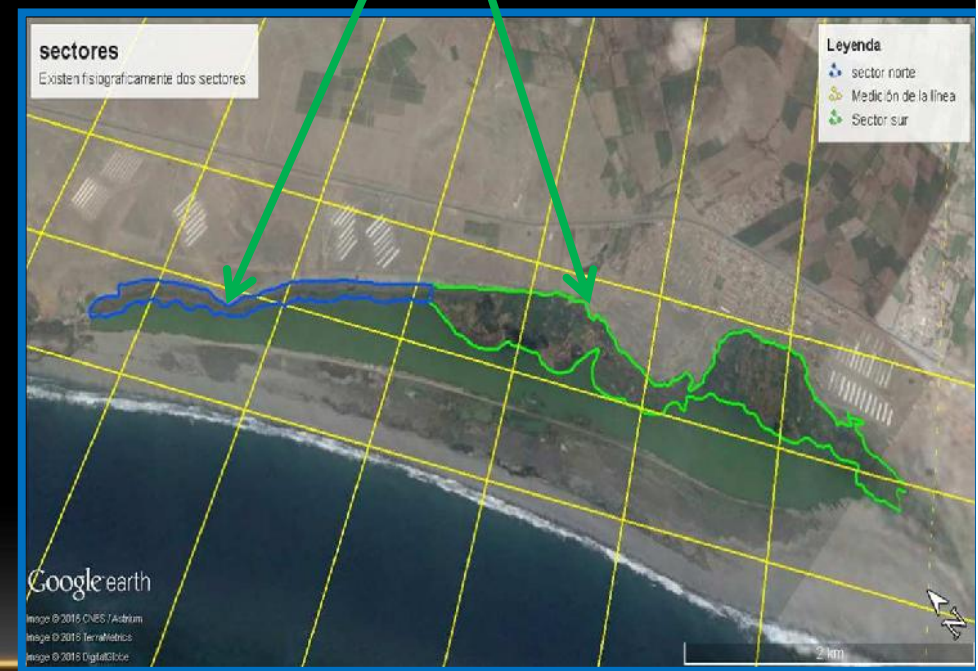 sectores
Existen fisiograficamente dos sectores
Leyenda
sector norte
Medición de la línea
Sector sur
Google earth
Image © 2016 CNES / Astrium
Image © 2016 TerraMetrics
Image © 2016 DigitalGlobe
2 km
N